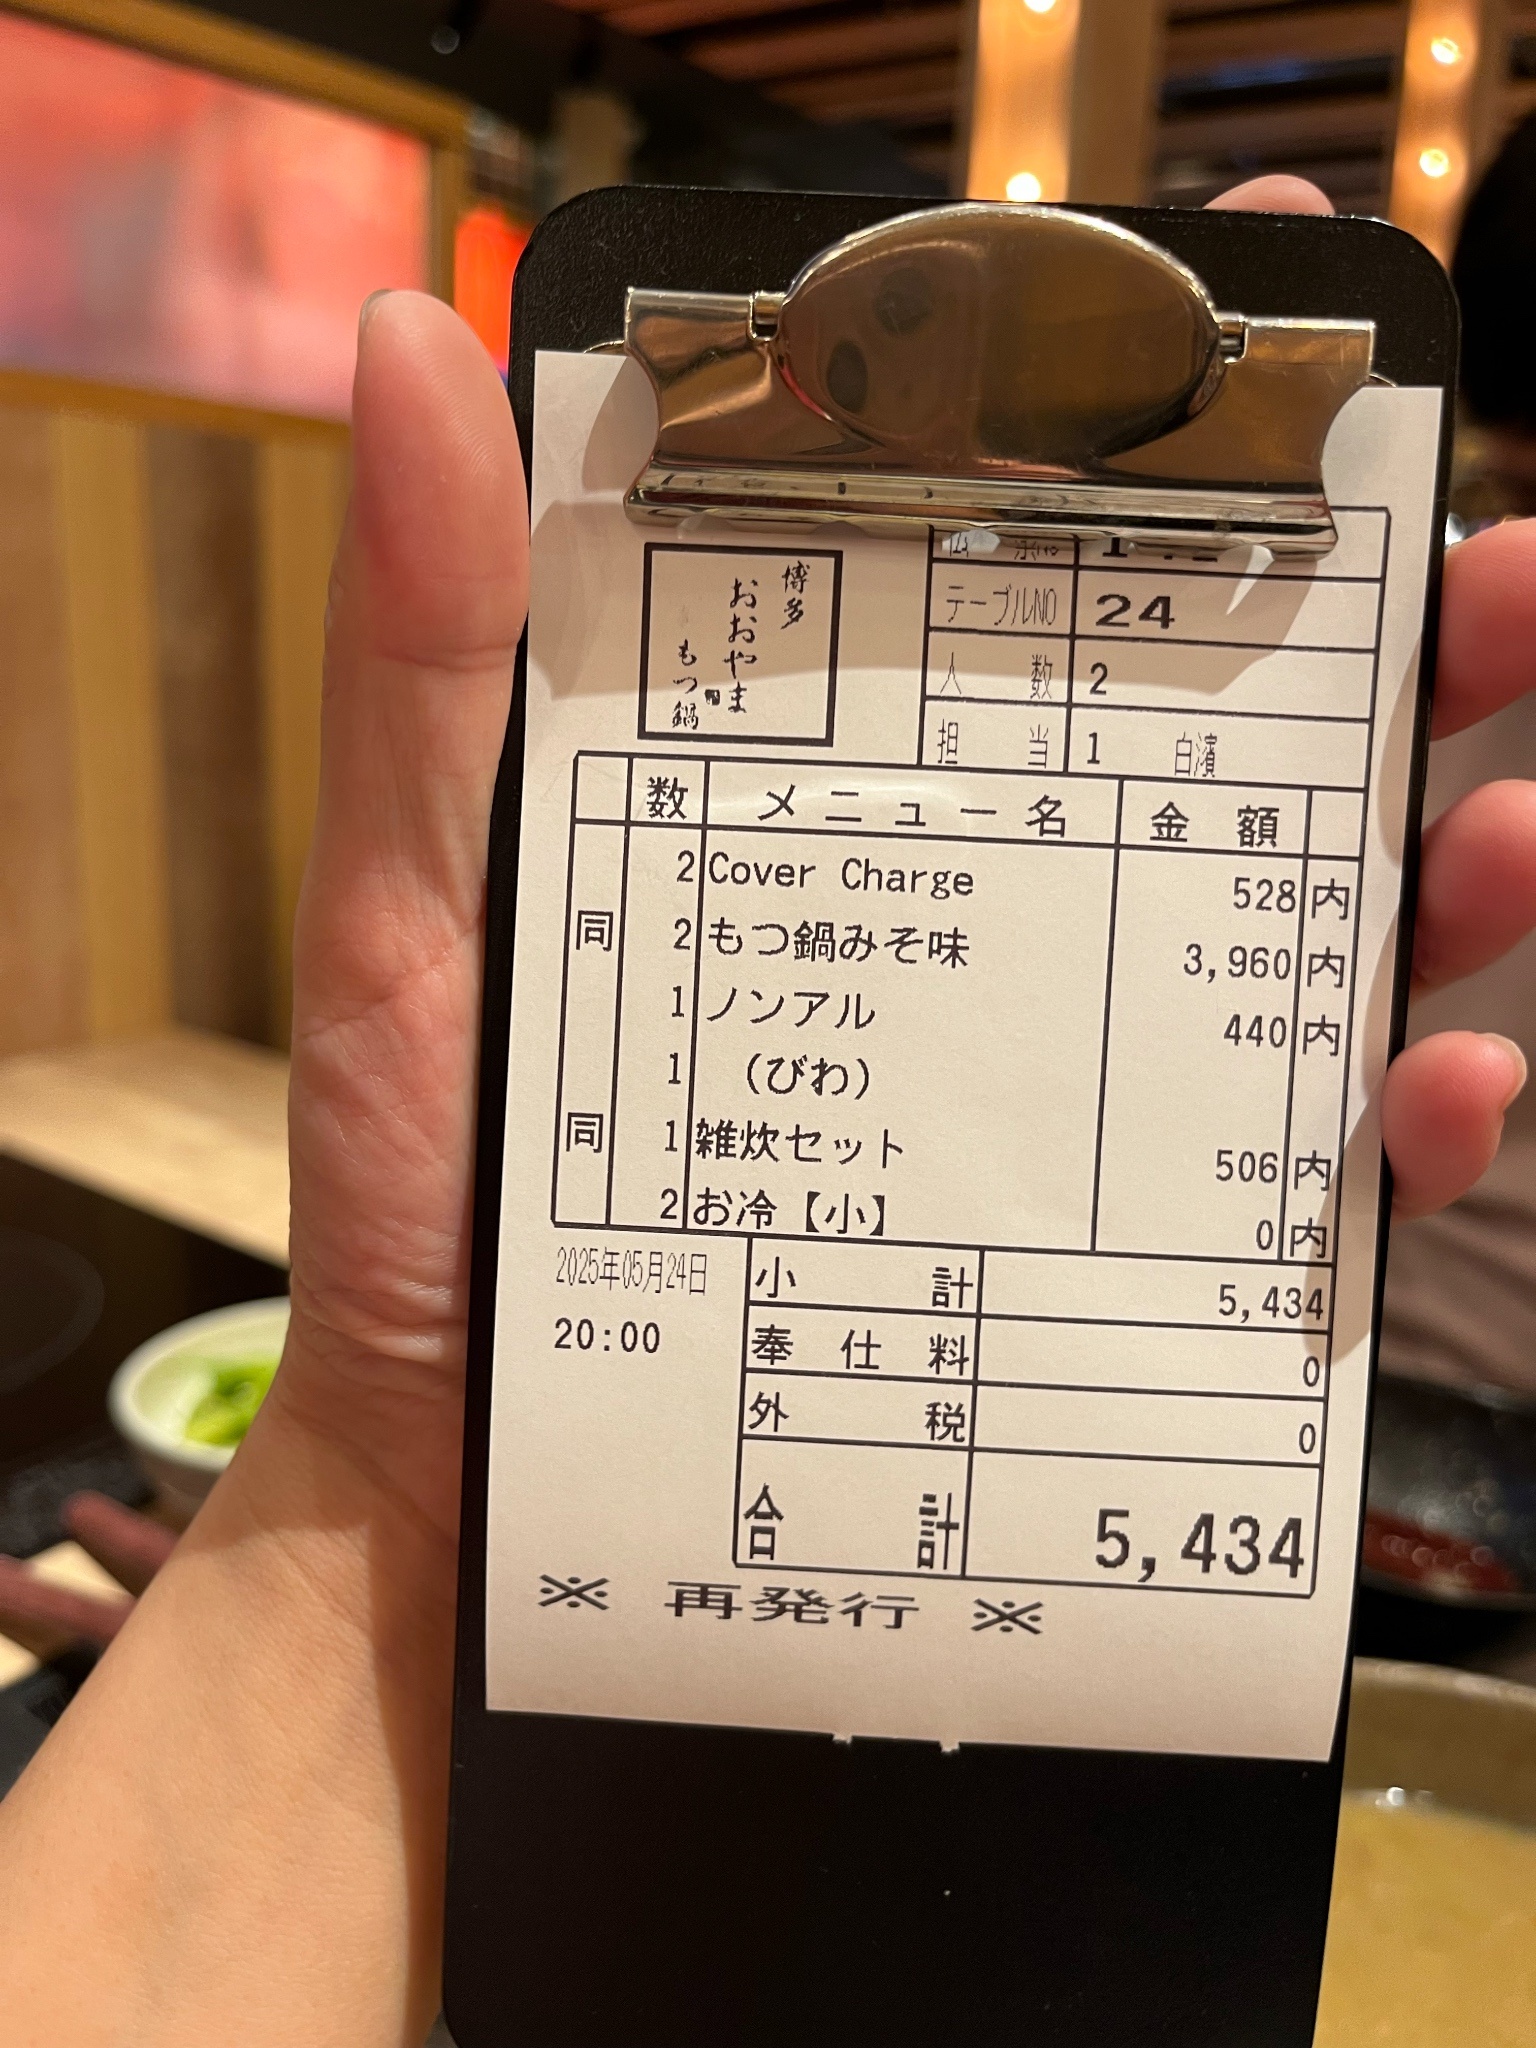 博多
おおやま
もつ鍋
テーブルNO 24
人数 2
担当 1 白濱
数 メニュー名 金額
2 Cover Charge 528 内
同 2 もつ鍋みそ味 3,960 内
1 ノンアル 440 内
1 (びわ)
同 1 雑炊セット 506 内
2 お冷【小】 0 内
2025年05月24日
20:00
小計 5,434
奉仕料 0
外税 0
合計 5,434
※ 再発行 ※